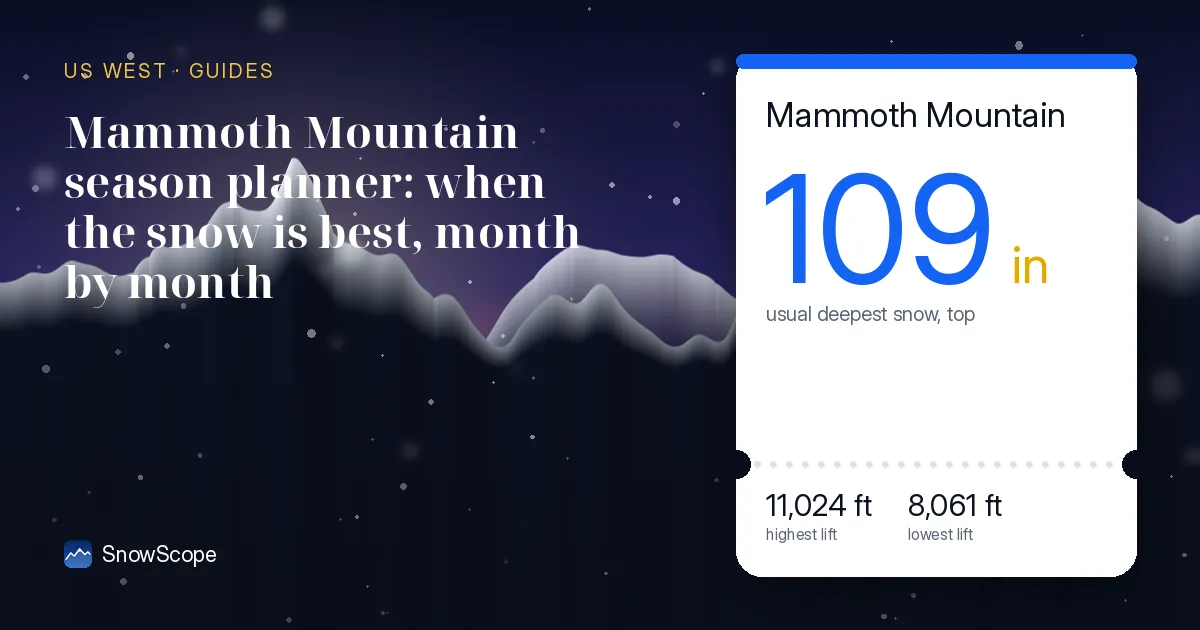 US WEST · GUIDES
Mammoth Mountain
season planner: when
the snow is best, month
by month
SnowScope
Mammoth Mountain
109 in
usual deepest snow, top
11,024 ft
highest lift
8,061 ft
lowest lift